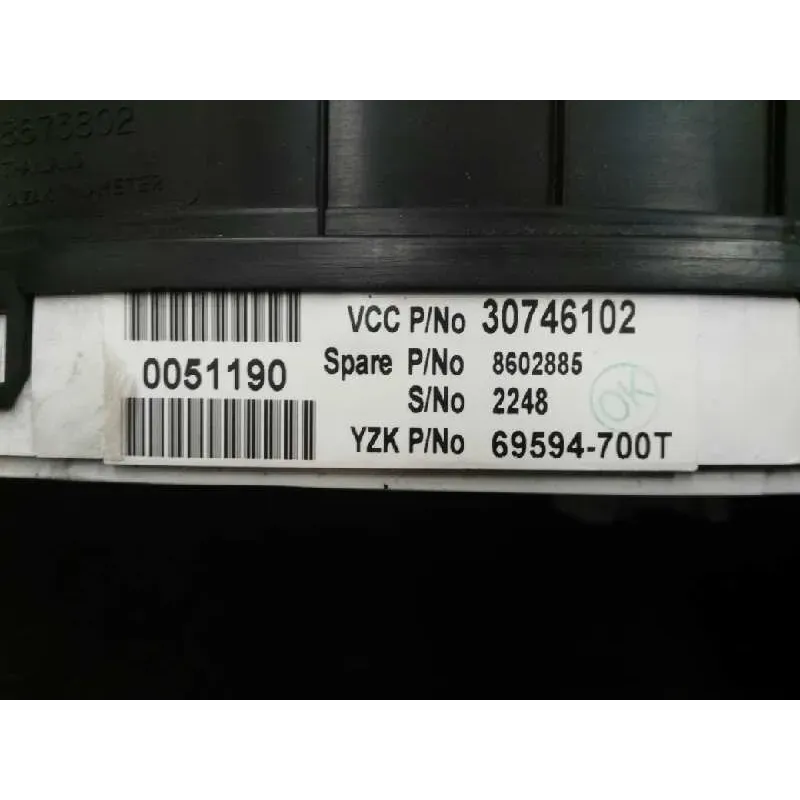 VCC P/No 30746102
0051190
Spare P/No 8602885
S/No 2248
OK
YZK P/No 69594-700T